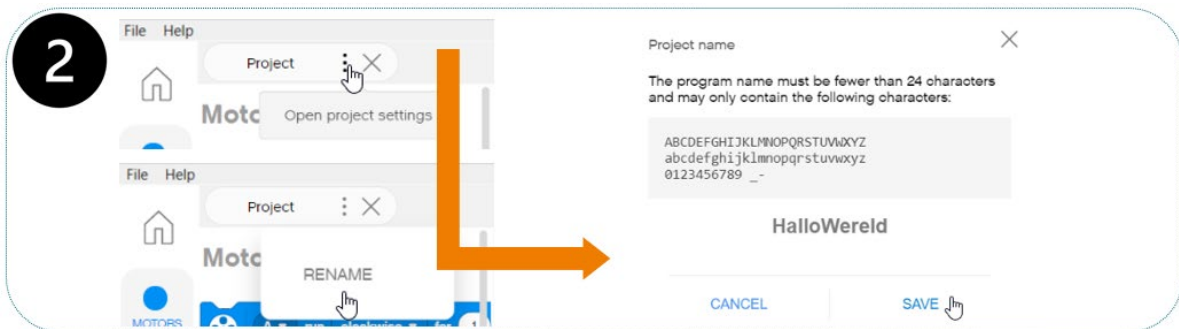 2
File Help
Project
Motc
Open project settings
File Help
Project
Moto
RENAME
MOTORS
Project name
The program name must be fewer than 24 characters
and may only contain the following characters:
ABCDEFGHIJKLMNOPQRSTUVWXYZ
abcdefghijklmnopqrstuvwxyz
0123456789 _-
HalloWereld
CANCEL
SAVE